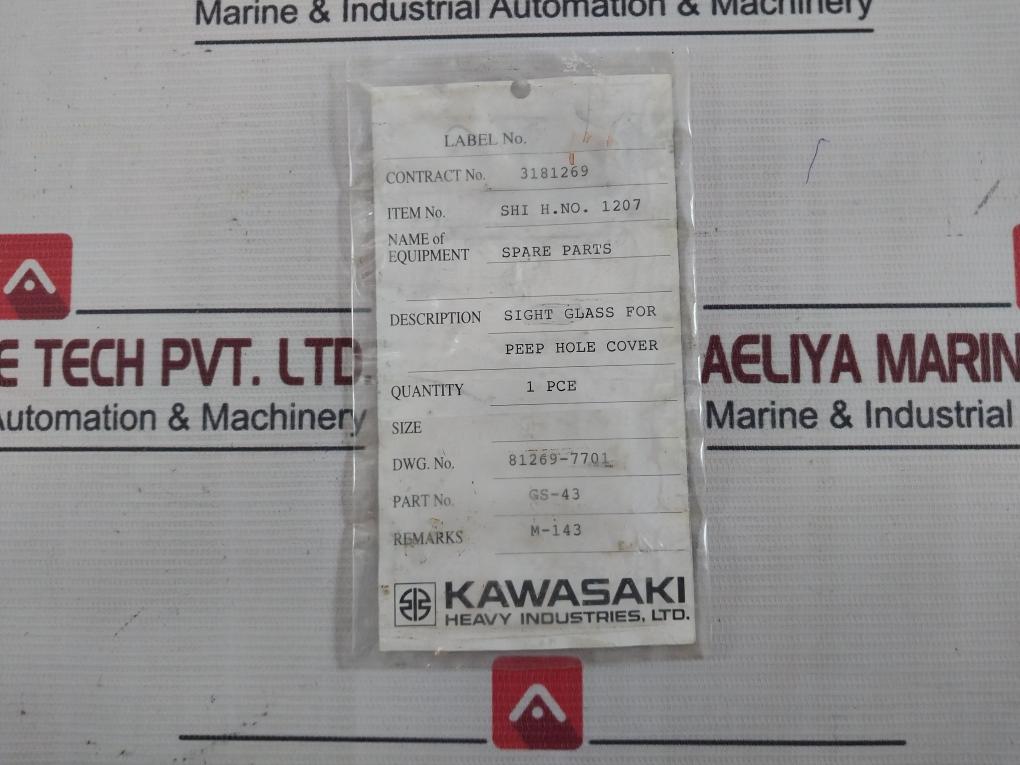 Marine & Industrial Automation & Machinery
LABEL No.
CONTRACT No. 3181269
ITEM No. SHI H.NO. 1207
NAME of
EQUIPMENT SPARE PARTS
DESCRIPTION SIGHT GLASS FOR
PEEP HOLE COVER
QUANTITY 1 PCE
SIZE
DWG. No. 81269-7701
PART No. GS-43
REMARKS M-143
KAWASAKI
HEAVY INDUSTRIES, LTD.
E TECH PVT. LTD.
Automation & Machinery
AELIYA MARIN
Marine & Industrial